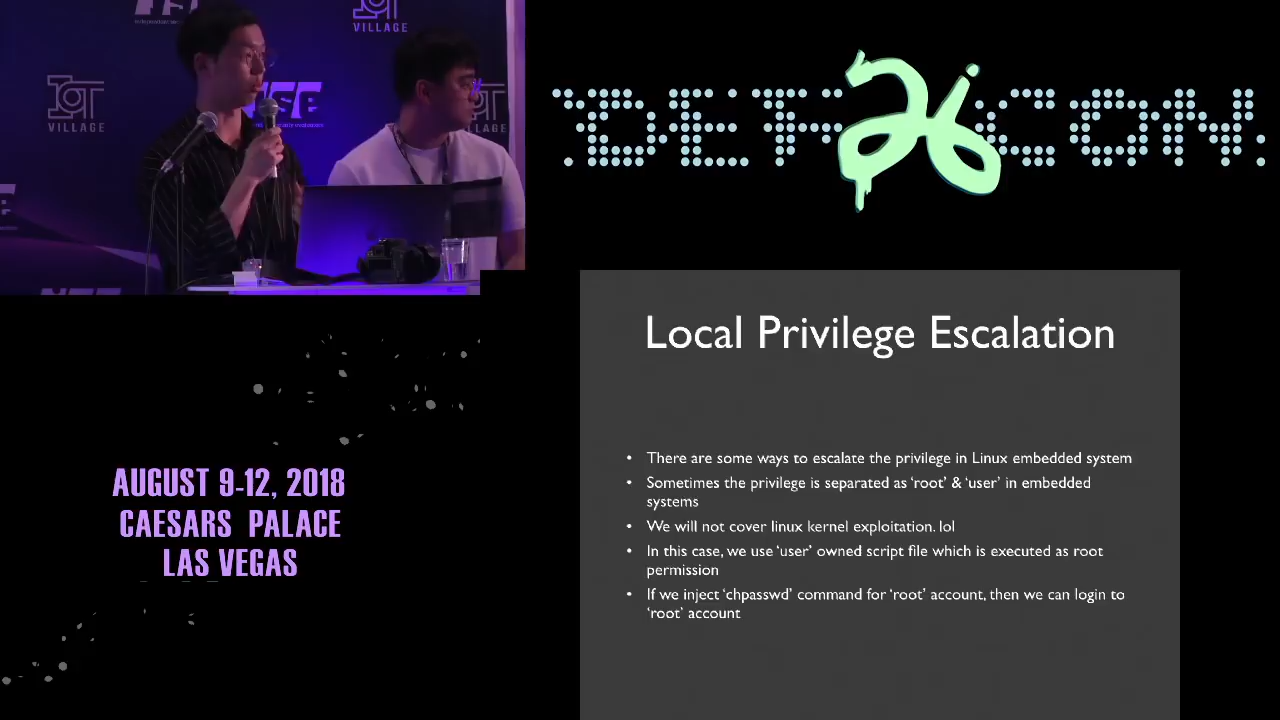 IOT
VILLAGE
VILLAGE
ISE
DEF 26 CON
Local Privilege Escalation
• There are some ways to escalate the privilege in Linux embedded system
• Sometimes the privilege is separated as ‘root’ & ‘user’ in embedded
systems
• We will not cover linux kernel exploitation. lol
• In this case, we use ‘user’ owned script file which is executed as root
permission
• If we inject ‘chpasswd’ command for ‘root’ account, then we can login to
‘root’ account
AUGUST 9-12, 2018
CAESARS PALACE
LAS VEGAS